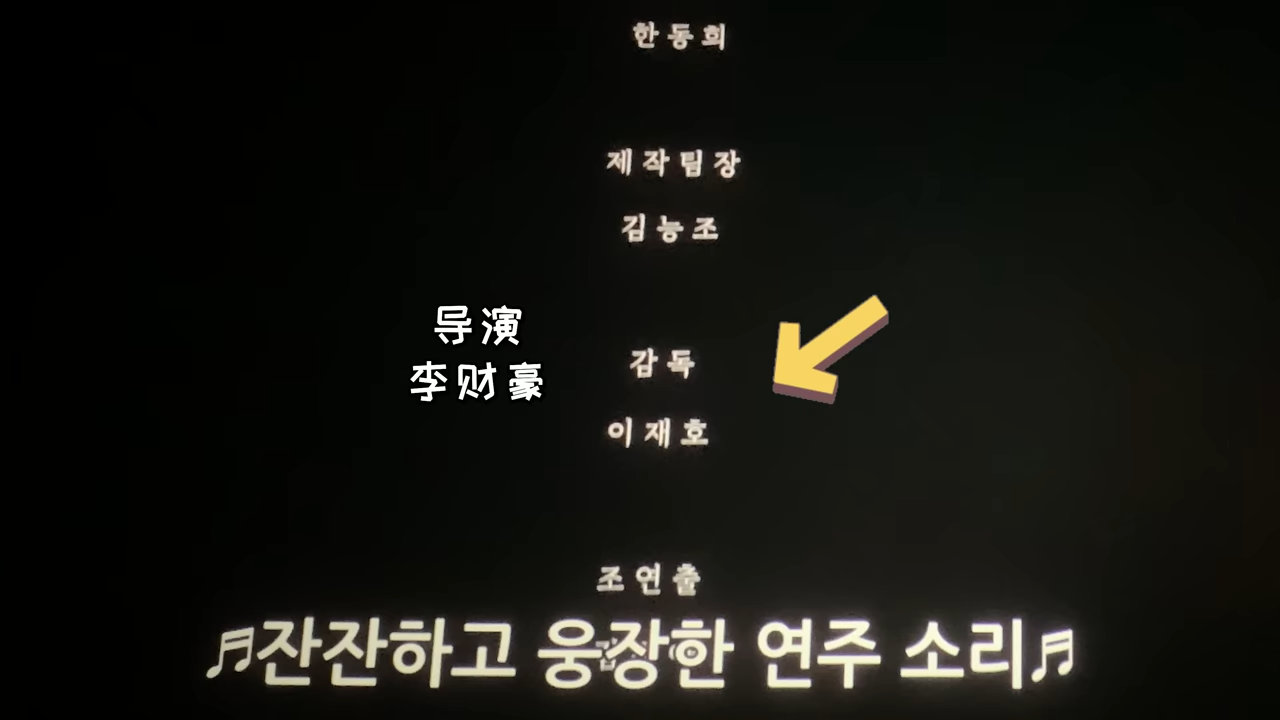 한동희
제작팀장
김능조
导演
李财豪
감독
이재호
조연출
♬잔잔하고 웅장한 연주 소리♬